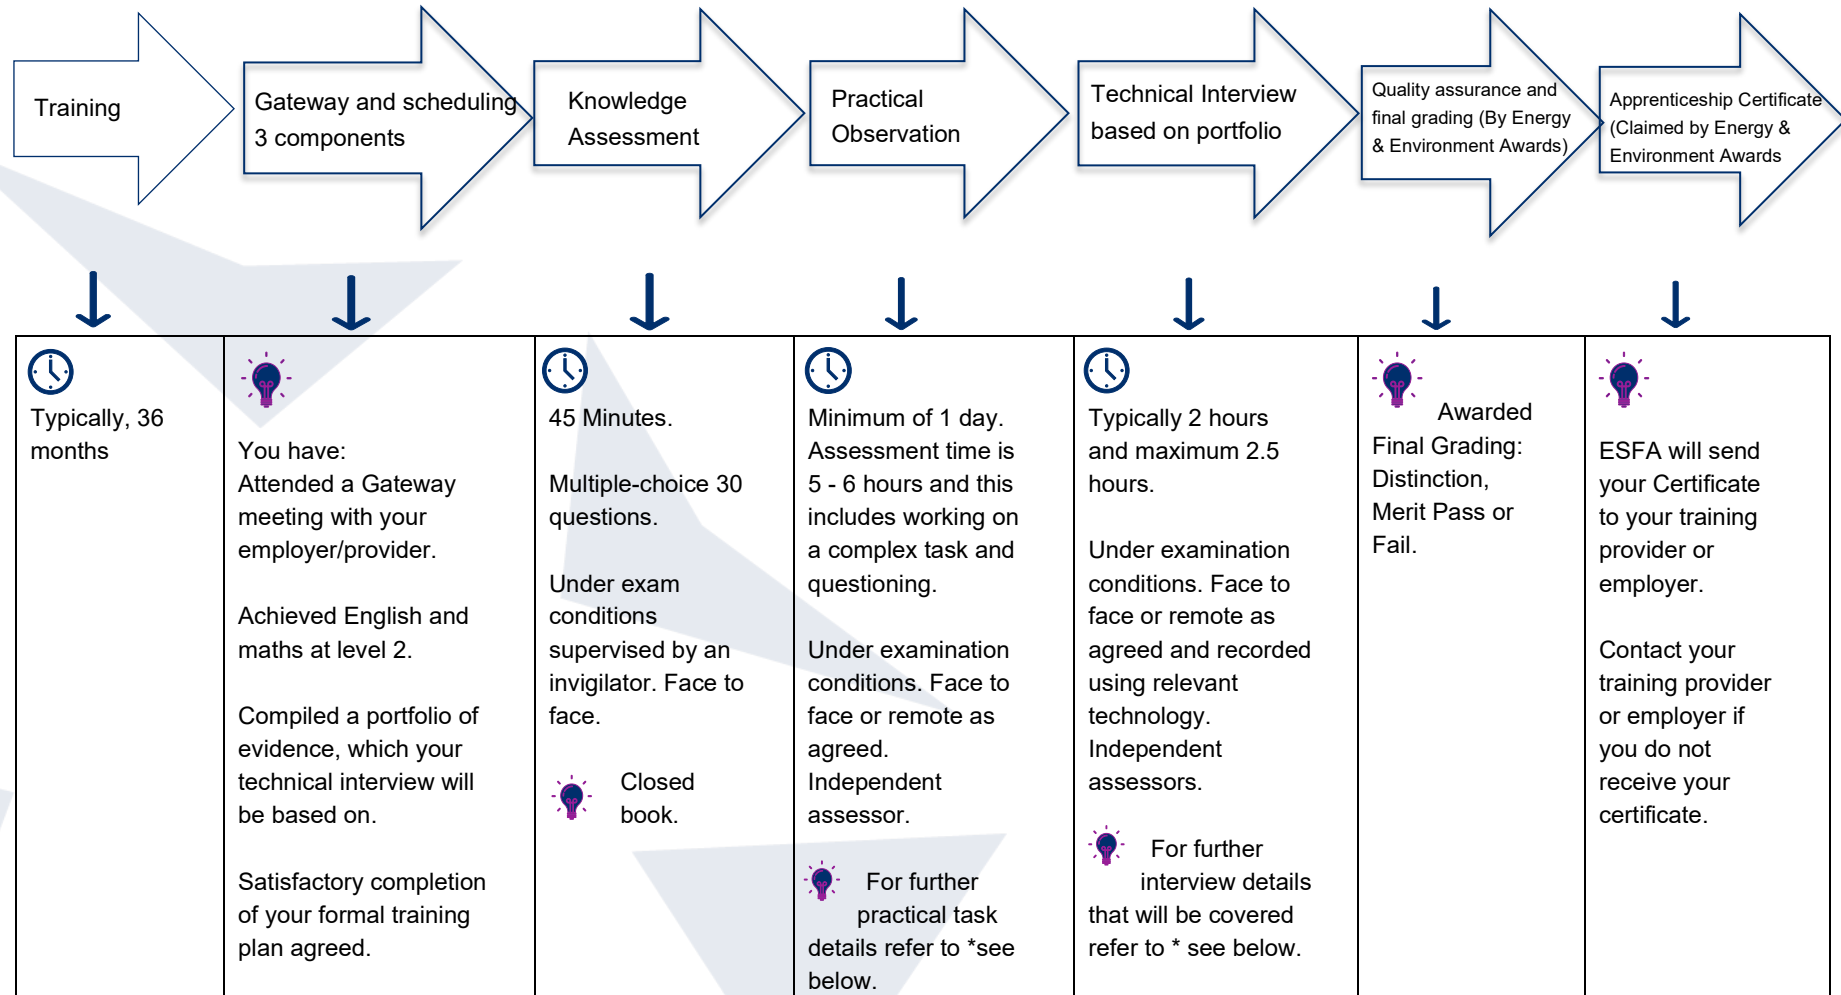 Training
Gateway and scheduling
3 components
Knowledge
Assessment
Practical
Observation
Technical Interview
based on portfolio
Quality assurance and
final grading (By Energy
& Environment Awards)
Apprenticeship Certificate
(Claimed by Energy &
Environment Awards
Typically, 36
months
You have:
Attended a Gateway
meeting with your
employer/provider.
Achieved English and
maths at level 2.
Compiled a portfolio of
evidence, which your
technical interview will
be based on.
Satisfactory completion
of your formal training
plan agreed.
45 Minutes.
Multiple-choice 30
questions.
Under exam
conditions
supervised by an
invigilator. Face to
face.
Closed
book.
Minimum of 1 day.
Assessment time is
5 - 6 hours and this
includes working on
a complex task and
questioning.
Under examination
conditions. Face to
face or remote as
agreed.
Independent
assessor.
For further
practical task
details refer to *see
below.
Typically 2 hours
and maximum 2.5
hours.
Under examination
conditions. Face to
face or remote as
agreed and recorded
using relevant
technology.
Independent
assessors.
For further
interview details
that will be covered
refer to * see below.
Awarded
Final Grading:
Distinction,
Merit Pass or
Fail.
ESFA will send
your Certificate
to your training
provider or
employer.
Contact your
training provider
or employer if
you do not
receive your
certificate.